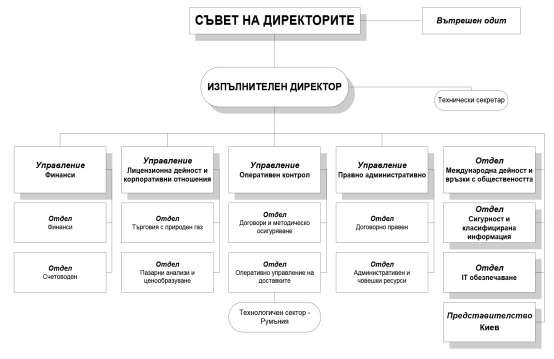 СЪВЕТ НА ДИРЕКТОРИТЕ
Вътрешен одит
ИЗПЪЛНИТЕЛЕН ДИРЕКТОР
Технически секретар
Управление
Финанси
Управление
Лицензионна дейност и
корпоративни отношения
Управление
Оперативен контрол
Управление
Правно административно
Отдел
Международна дейност и
връзки с обществеността
Отдел
Финанси
Отдел
Търговия с природен газ
Отдел
Договори и методическо
осигуряване
Отдел
Договорно правен
Отдел
Сигурност и
класифицирана
информация
Отдел
Счетоводен
Отдел
Пазарни анализи и
ценообразуване
Отдел
Оперативно управление на
доставките
Отдел
Административен и
човешки ресурси
Отдел
IT обезпечаване
Технологичен сектор -
Румъния
Представителство
Киев